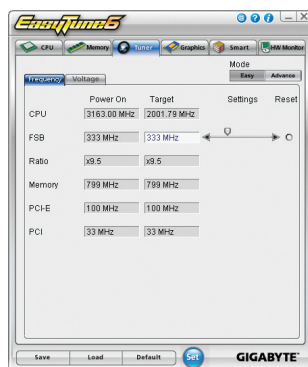 EasyTune6
CPU Memory Tuner Graphics Smart HW Monitor
Mode
Easy Advance
Frequency Voltage
Power On Target Settings Reset
CPU 3163.00 MHz 2001.79 MHz
FSB 333 MHz 333 MHz
Ratio x9.5 x9.5
Memory 799 MHz 799 MHz
PCI-E 100 MHz 100 MHz
PCI 33 MHz 33 MHz
Save Load Default Set GIGABYTE™